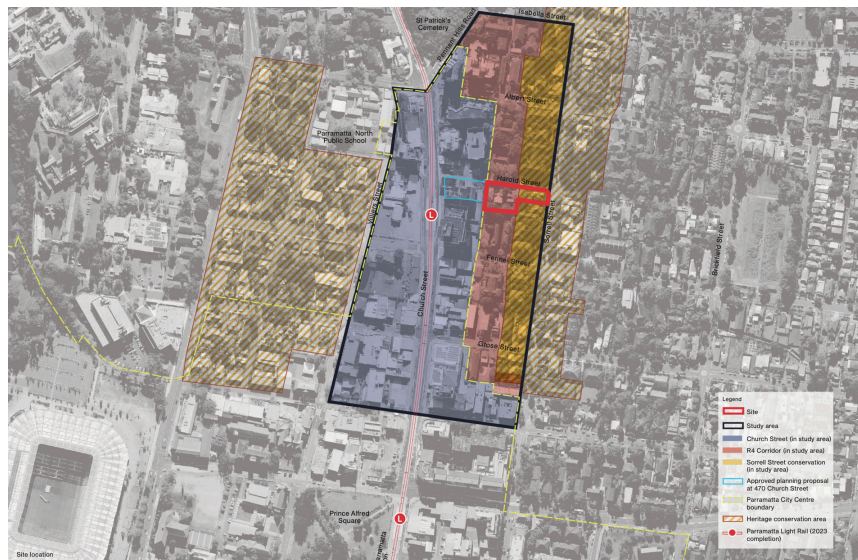 Isabella Street
St Patrick's
Cemetery
Pennant Hills Road
Albert Street
Parramatta North
Public School
Harold Street
Villiers Street
L
Sorrell Street
Brickfield Street
Fennel Street
Church Street
Grose Street
Prince Alfred
Square
L
Site location
Legend
Site
Study area
Church Street (in study area)
R4 Corridor (in study area)
Sorrell Street conservation
(in study area)
Approved planning proposal
at 470 Church Street
Parramatta City Centre
boundary
Heritage conservation area
L
Parramatta Light Rail (2023
completion)